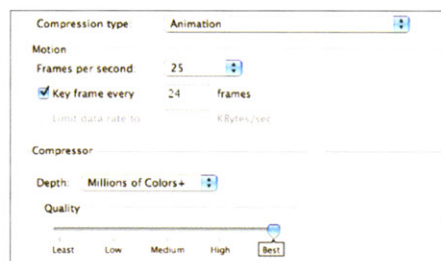 Compression type: Animation
Motion
Frames per second: 25
Key frame every 24 frames
Limit data rate to KBytes/sec
Compressor
Depth: Millions of Colors+
Quality
Least Low Medium High Best